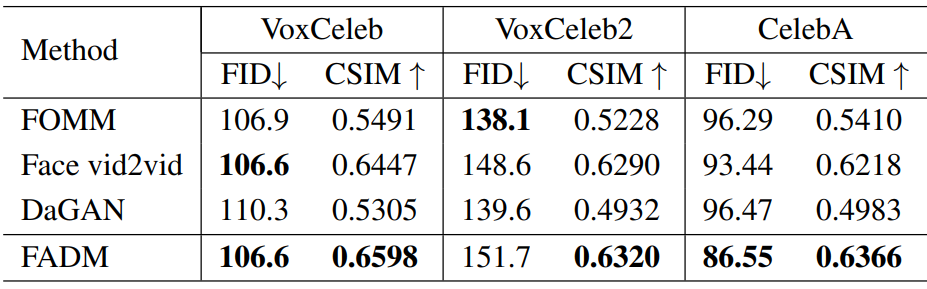 Method VoxCeleb VoxCeleb2 CelebA
FID↓ CSIM ↑ FID↓ CSIM ↑ FID↓ CSIM ↑
FOMM 106.9 0.5491 138.1 0.5228 96.29 0.5410
Face vid2vid 106.6 0.6447 148.6 0.6290 93.44 0.6218
DaGAN 110.3 0.5305 139.6 0.4932 96.47 0.4983
FADM 106.6 0.6598 151.7 0.6320 86.55 0.6366